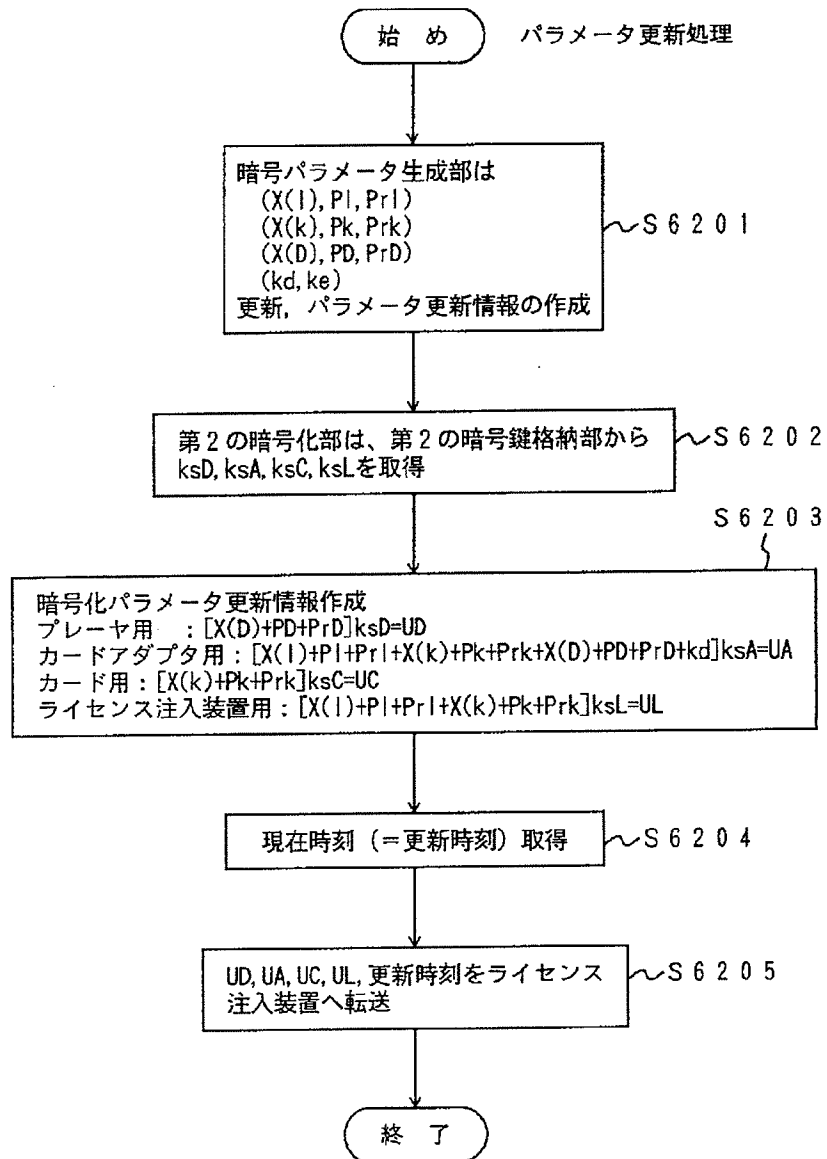 始 め
パラメータ更新処理
暗号パラメータ生成部は
(X(l),Pl,Prl)
(X(k),Pk,Prk)
(X(D),PD,PrD)
(kd,ke)
更新,パラメータ更新情報の作成
S6201
第2の暗号化部は、第2の暗号鍵格納部から
ksD,ksA,ksC,ksLを取得
S6202
S6203
暗号化パラメータ更新情報作成
プレーヤ用 :[X(D)+PD+PrD]ksD=UD
カードアダプタ用:[X(l)+Pl+Prl+X(k)+Pk+Prk+X(D)+PD+PrD+kd]ksA=UA
カード用:[X(k)+Pk+Prk]ksC=UC
ライセンス注入装置用:[X(l)+Pl+Prl+X(k)+Pk+Prk]ksL=UL
現在時刻(=更新時刻)取得
S6204
UD,UA,UC,UL,更新時刻をライセンス
注入装置へ転送
S6205
終 了